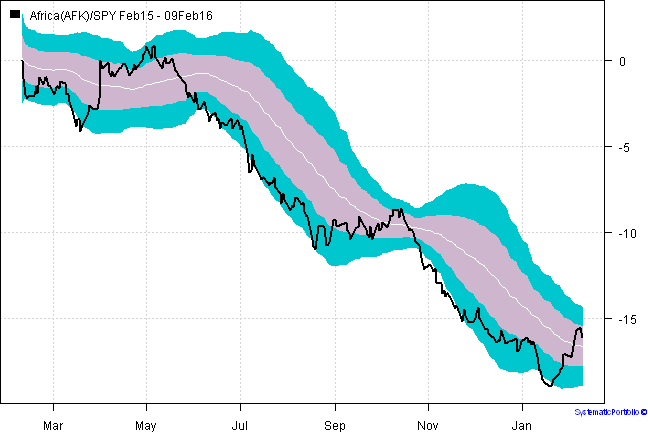 Africa(AFK)/SPY Feb15 - 09Feb16
0
-5
-10
-15
Mar May Jul Sep Nov Jan
SystematicPortfolio ©